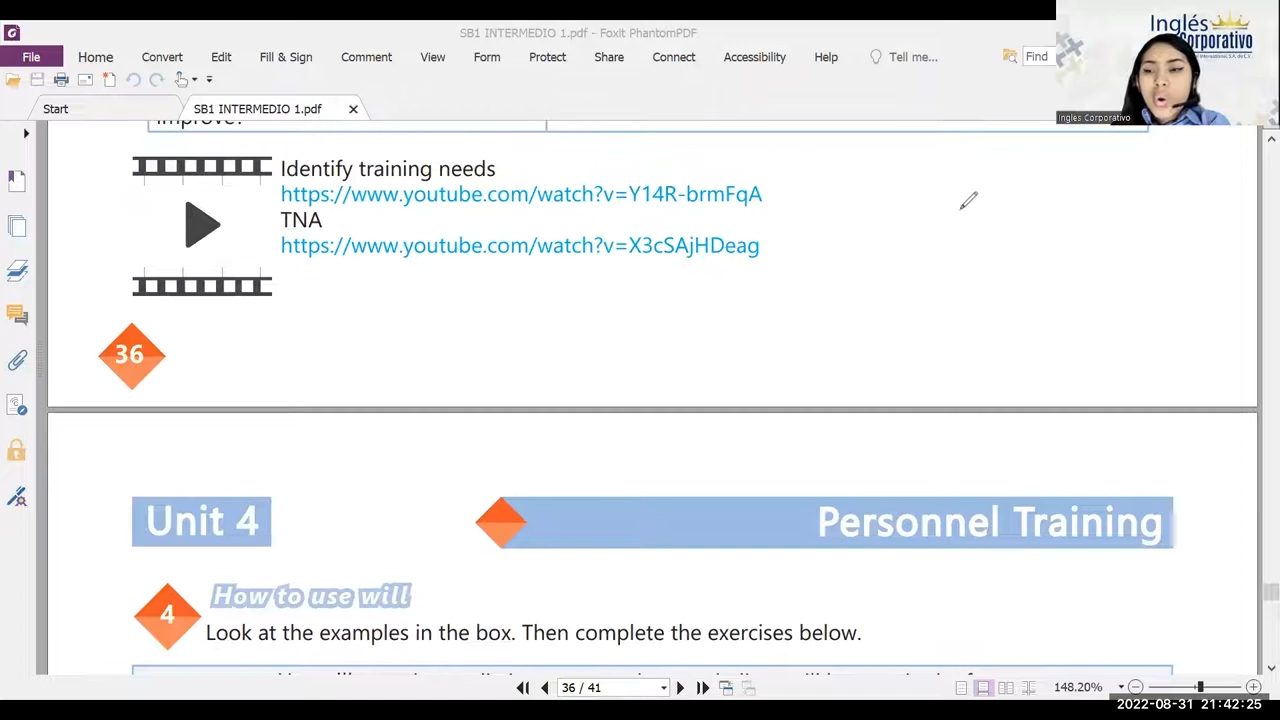 SB1 INTERMEDIO 1.pdf - Foxit PhantomPDF
File Home Convert Edit Fill & Sign Comment View Form Protect Share Connect Accessibility Help Tell me... Find
Start SB1 INTERMEDIO 1.pdf
Inglés
Corporativo
Ingles Corporativo
improve?
Identify training needs
https://www.youtube.com/watch?v=Y14R-brmFqA
TNA
https://www.youtube.com/watch?v=X3cSAjHDeag
36
Unit 4
Personnel Training
4
How to use will
Look at the examples in the box. Then complete the exercises below.
36 / 41
148.20%
2022-08-31 21:42:25